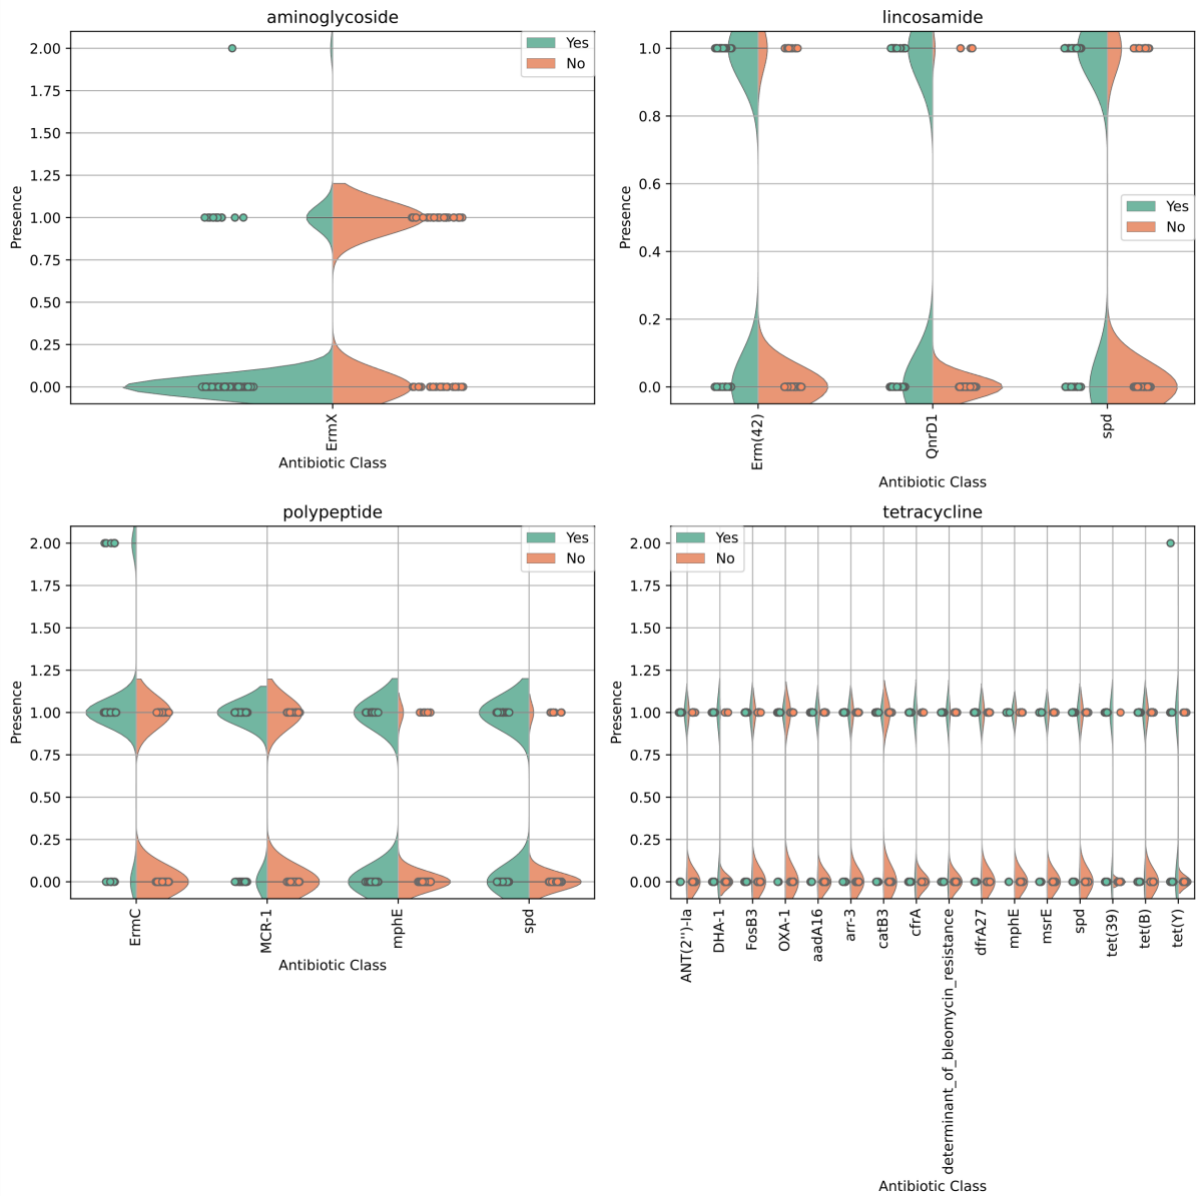 aminoglycoside
2.00
1.75
1.50
1.25
1.00
0.75
0.50
0.25
0.00
Presence
Yes
No
ErmX
Antibiotic Class
lincosamide
1.0
0.8
0.6
0.4
0.2
0.0
Presence
Yes
No
Erm(42)
QnrD1
spd
Antibiotic Class
polypeptide
2.00
1.75
1.50
1.25
1.00
0.75
0.50
0.25
0.00
Presence
Yes
No
ErmC
MCR-1
mphE
spd
Antibiotic Class
tetracycline
2.00
1.75
1.50
1.25
1.00
0.75
0.50
0.25
0.00
Presence
Yes
No
ANT(2'')-Ia
DHA-1
FosB3
OXA-1
aadA16
arr-3
catB3
cfrA
determinant_of_bleomycin_resistance
dfrA27
mphE
msrE
spd
tet(39)
tet(B)
tet(Y)
Antibiotic Class